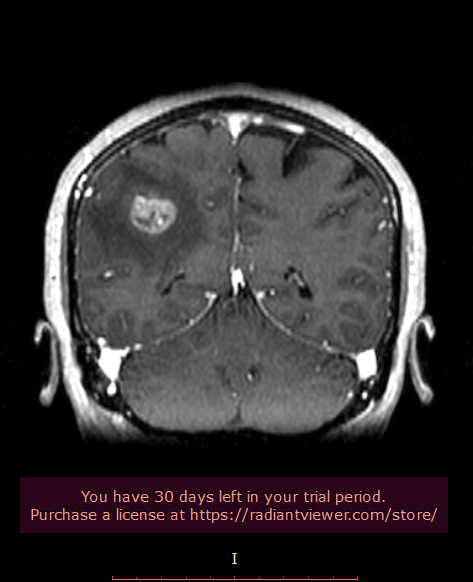 You have 30 days left in your trial period.
Purchase a license at https://radiantviewer.com/store/
I